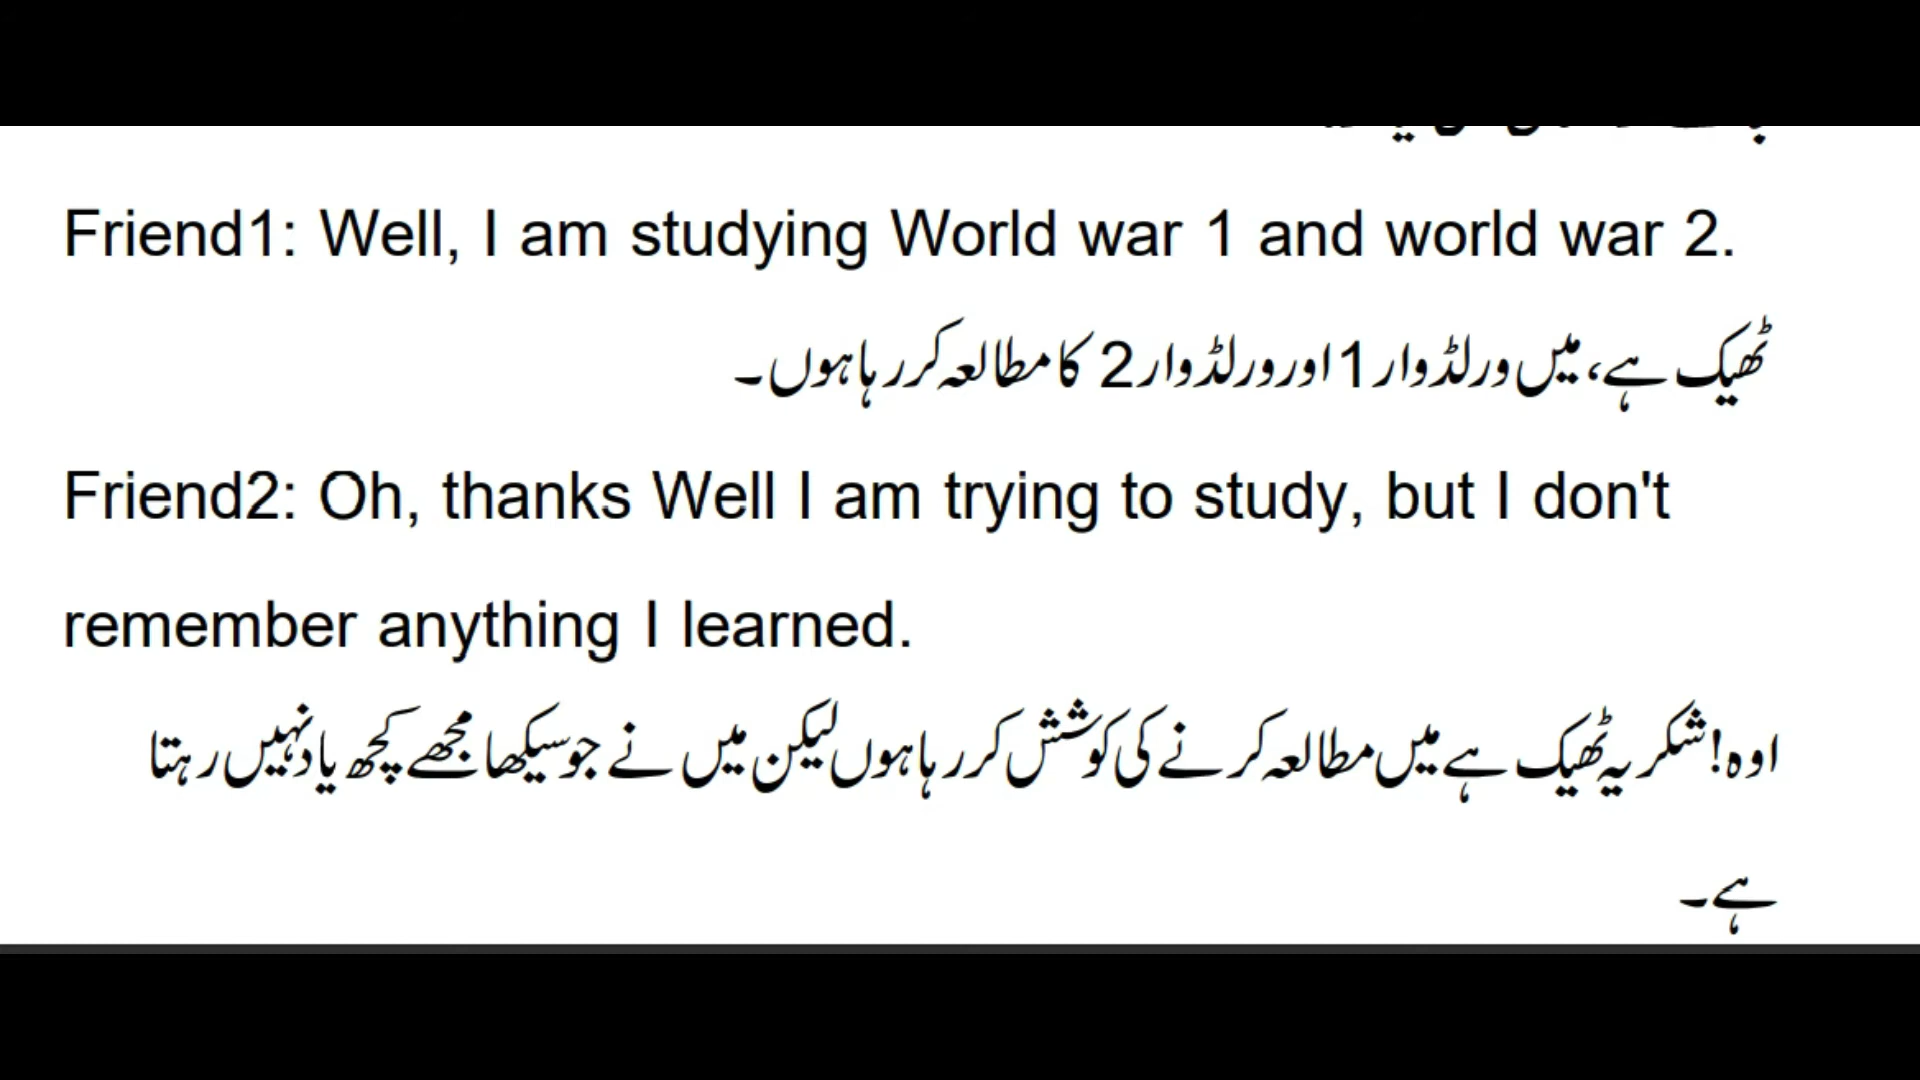 Friend1: Well, I am studying World war 1 and world war 2.
ٹھیک ہے، میں ورلڈ وار 1 اور ورلڈ وار 2 کا مطالعہ کر رہا ہوں۔
Friend2: Oh, thanks Well I am trying to study, but I don't
remember anything I learned.
اوہ! شکریہ ٹھیک ہے میں مطالعہ کرنے کی کوشش کر رہا ہوں لیکن میں نے جو سیکھا مجھے کچھ یاد نہیں رہتا
ہے۔